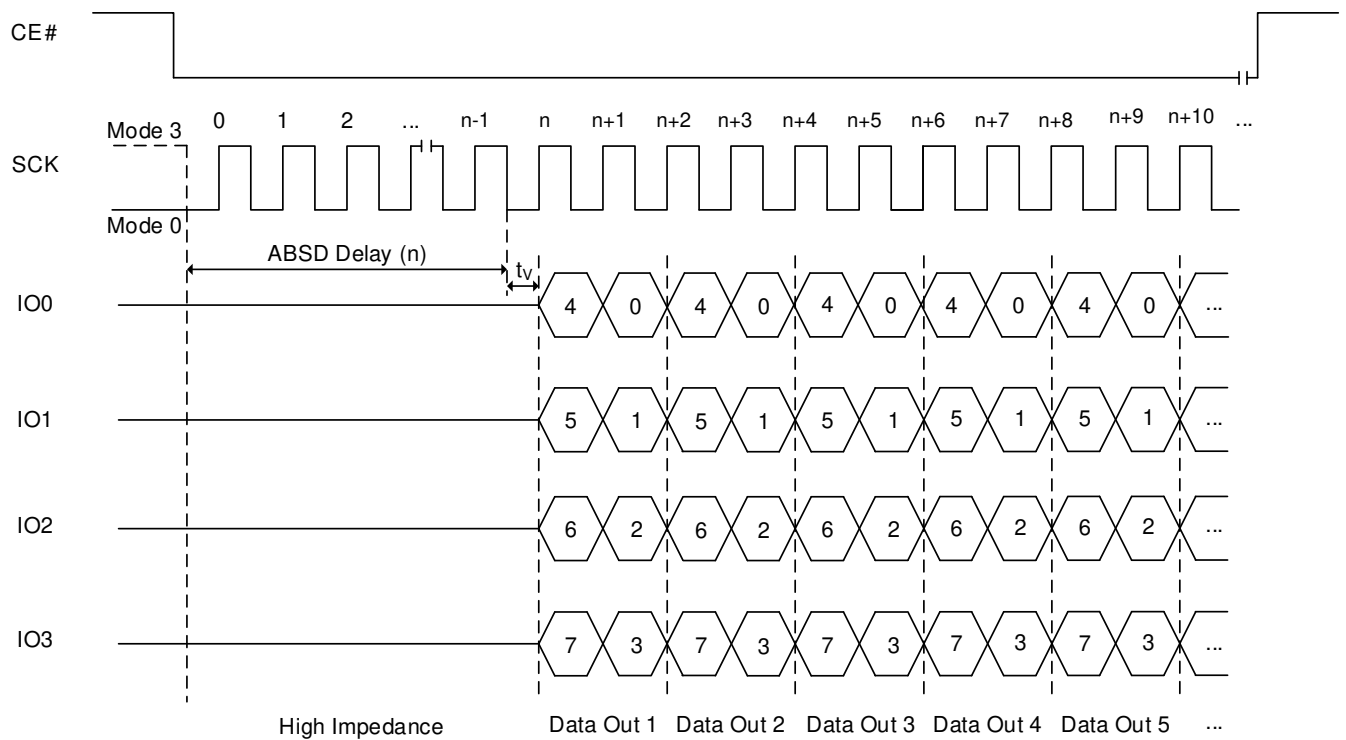 CE#
0 1 2 ... n-1 n n+1 n+2 n+3 n+4 n+5 n+6 n+7 n+8 n+9 n+10 ...
Mode 3
SCK
Mode 0
ABSD Delay (n)
tV
IO0 4 0 4 0 4 0 4 0 4 0 ...
IO1 5 1 5 1 5 1 5 1 5 1 ...
IO2 6 2 6 2 6 2 6 2 6 2 ...
IO3 7 3 7 3 7 3 7 3 7 3 ...
High Impedance Data Out 1 Data Out 2 Data Out 3 Data Out 4 Data Out 5 ...